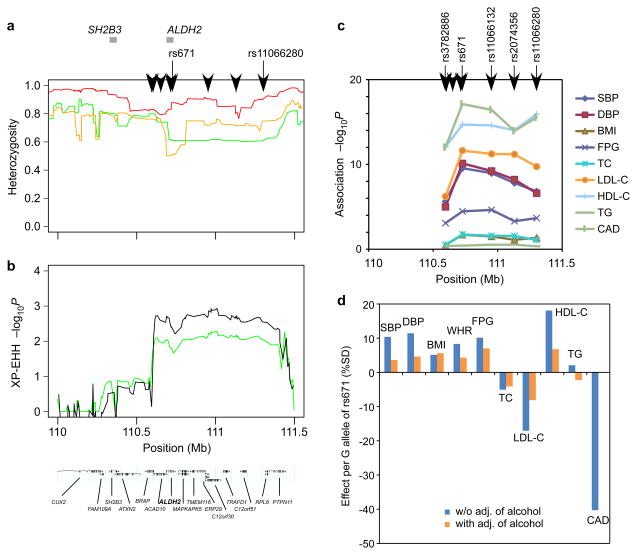 a
SH2B3
ALDH2
rs671
rs11066280
Heterozygosity
1.0
0.8
0.6
0.4
0.2
0.0
b
XP-EHH –log10P
4
3
2
1
0
110
110.5
111
111.5
Position (Mb)
CUX2
FAM109A
SH2B3
ATXN2
BRAP
ACAD10
ALDH2
MAPKAPK5
TMEM116
ERP29
C12orf30
TRAFD1
C12orf51
RPL6
PTPN11
c
rs3782886
rs671
rs11066132
rs2074356
rs11066280
Association –log10P
20
10
0
110
110.5
111
111.5
Position (Mb)
SBP
DBP
BMI
FPG
TC
LDL-C
HDL-C
TG
CAD
d
Effect per G allele of rs671 (%SD)
20
10
0
-10
-20
-30
-40
-50
SBP
DBP
BMI
WHR
FPG
TC
LDL-C
HDL-C
TG
CAD
w/o adj. of alcohol
with adj. of alcohol